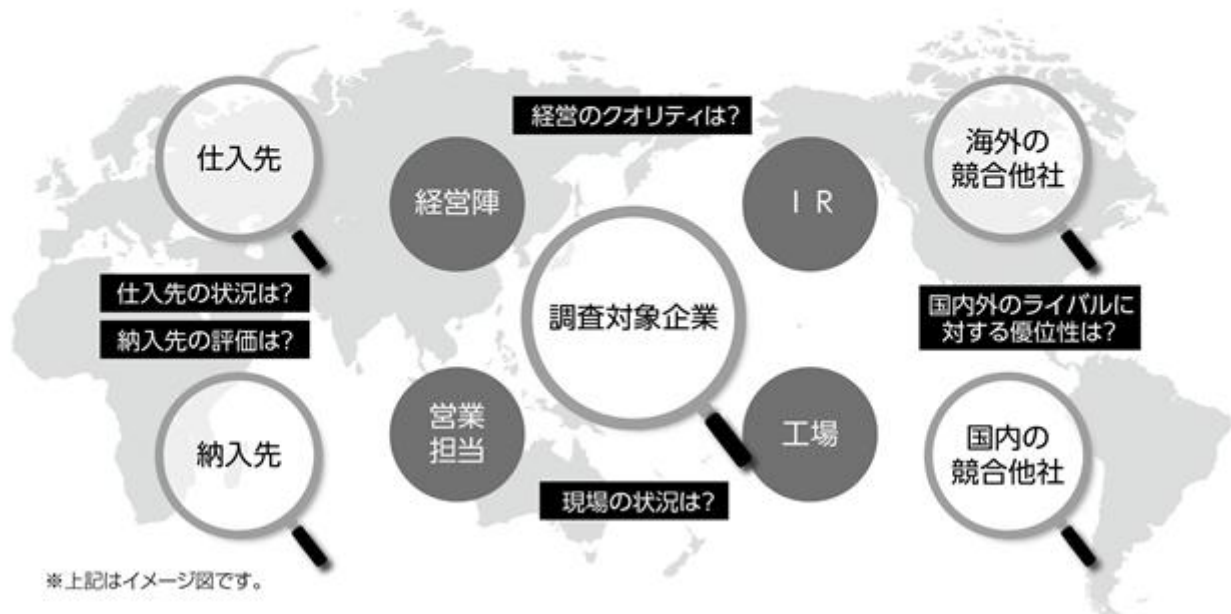 経営のクオリティは?
仕入先
経営陣
IR
海外の
競合他社
仕入先の状況は?
納入先の評価は?
調査対象企業
国内外のライバルに
対する優位性は?
納入先
営業
担当
工場
国内の
競合他社
現場の状況は?
※上記はイメージ図です。